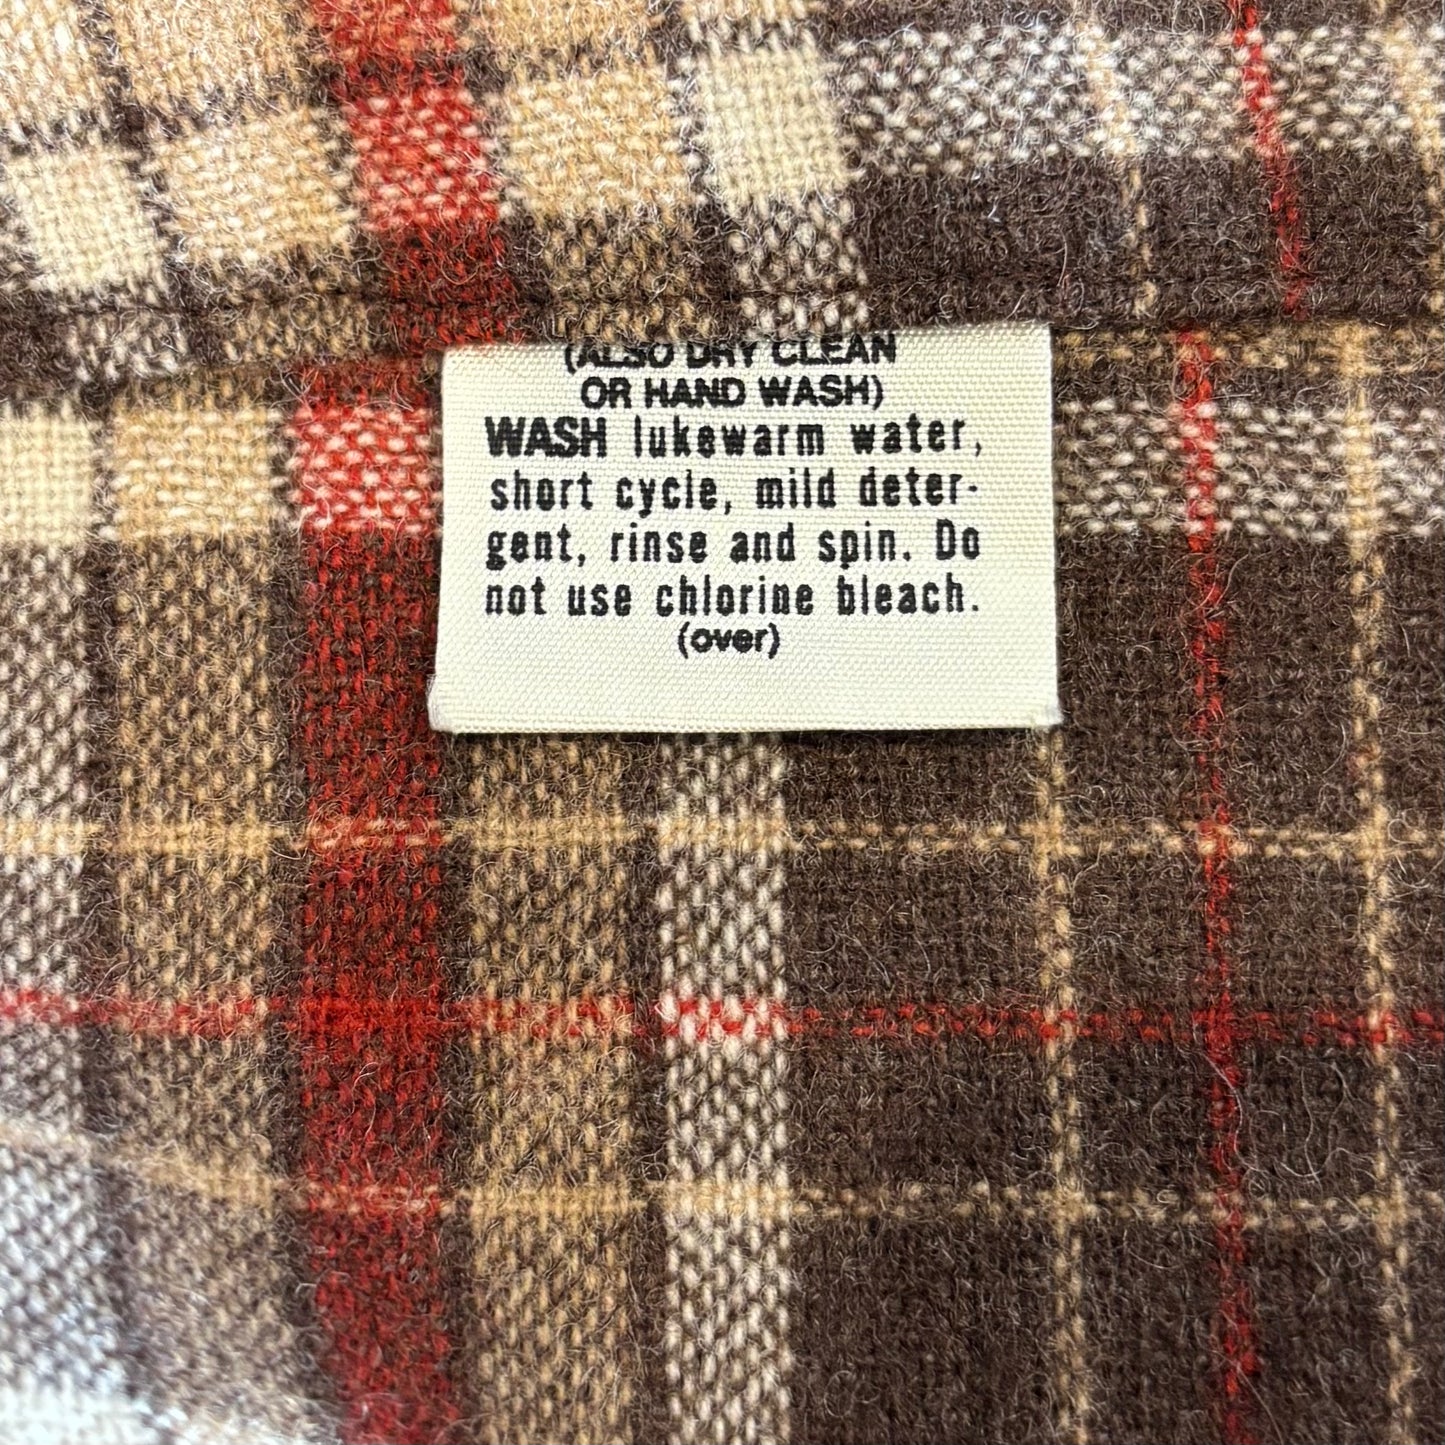 (ALSO DRY CLEAN
OR HAND WASH)
WASH lukewarm water,
short cycle, mild deter-
gent, rinse and spin. Do
not use chlorine bleach.
(over)